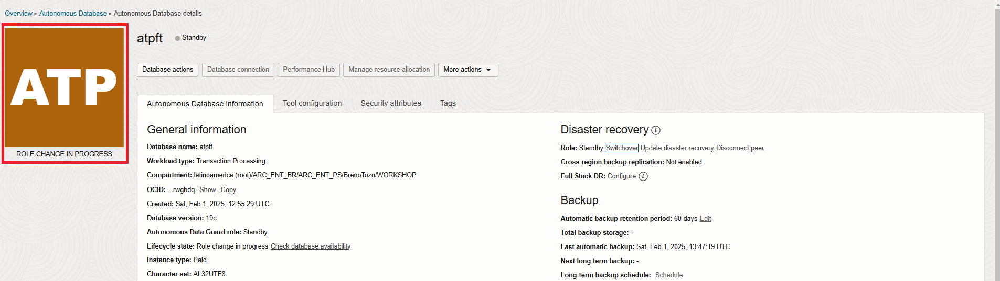 Overview » Autonomous Database » Autonomous Database details
ATP
ROLE CHANGE IN PROGRESS
atpft
Standby
Database actions
Database connection
Performance Hub
Manage resource allocation
More actions
Autonomous Database information
Tool configuration
Security attributes
Tags
General information
Database name: atpft
Workload type: Transaction Processing
Compartment: latinoamerica (root)/ARC_ENT_BR/ARC_ENT_PS/BrenoTozo/WORKSHOP
OCID: ...rwgbdq Show Copy
Created: Sat, Feb 1, 2025, 12:55:29 UTC
Database version: 19c
Autonomous Data Guard role: Standby
Lifecycle state: Role change in progress Check database availability
Instance type: Paid
Character set: AL32UTF8
Disaster recovery
Role: Standby Switchover Update disaster recovery Disconnect peer
Cross-region backup replication: Not enabled
Full Stack DR: Configure
Backup
Automatic backup retention period: 60 days Edit
Total backup storage: -
Last automatic backup: Sat, Feb 1, 2025, 13:47:19 UTC
Next long-term backup: -
Long-term backup schedule: Schedule